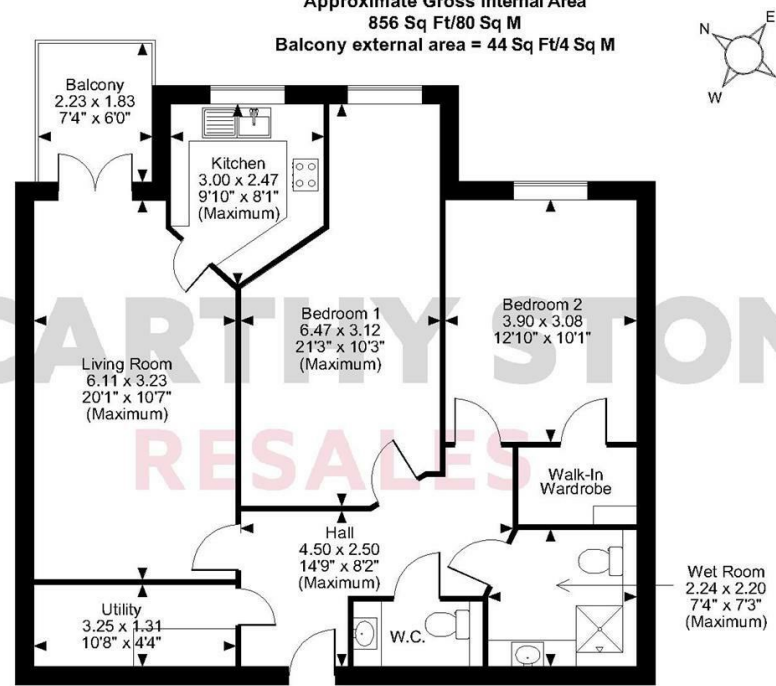 Approximate Gross Internal Area
856 Sq Ft/80 Sq M
Balcony external area = 44 Sq Ft/4 Sq M
N
E
W
Balcony
2.23 x 1.83
7'4" x 6'0"
Kitchen
3.00 x 2.47
9'10" x 8'1"
(Maximum)
Bedroom 1
6.47 x 3.12
21'3" x 10'3"
(Maximum)
Bedroom 2
3.90 x 3.08
12'10" x 10'1"
Living Room
6.11 x 3.23
20'1" x 10'7"
(Maximum)
CARTHY STON
RESALES
Walk-In
Wardrobe
Hall
4.50 x 2.50
14'9" x 8'2"
(Maximum)
Wet Room
2.24 x 2.20
7'4" x 7'3"
(Maximum)
Utility
3.25 x 1.31
10'8" x 4'4"
W.C.